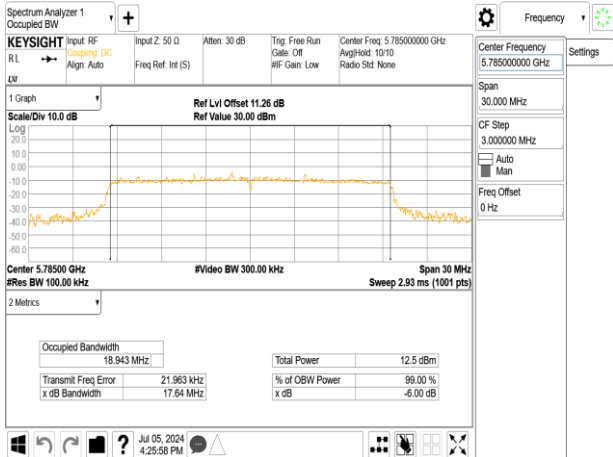 Spectrum Analyzer 1
Occupied BW
Frequency
KEYSIGHT
RL
Input: RF
Coupling: DC
Align: Auto
Input Z: 50 Ω
Freq Ref: Int (S)
Atten: 30 dB
Trig: Free Run
Gate: Off
#IF Gain: Low
Center Freq: 5.785000000 GHz
Avg|Hold: 10/10
Radio Std: None
Center Frequency
5.785000000 GHz
Settings
Span
30.000 MHz
CF Step
3.000000 MHz
Auto
Man
Freq Offset
0 Hz
1 Graph
Ref Lvl Offset 11.26 dB
Scale/Div 10.0 dB
Ref Value 30.00 dBm
Log
20.0
10.0
0.00
-10.0
-20.0
-30.0
-40.0
-50.0
-60.0
Center 5.78500 GHz
#Video BW 300.00 kHz
Span 30 MHz
#Res BW 100.00 kHz
Sweep 2.93 ms (1001 pts)
2 Metrics
Occupied Bandwidth
18.943 MHz
Total Power 12.5 dBm
Transmit Freq Error 21.963 kHz
% of OBW Power 99.00 %
x dB Bandwidth 17.64 MHz
x dB -6.00 dB
Jul 05, 2024
4:25:58 PM